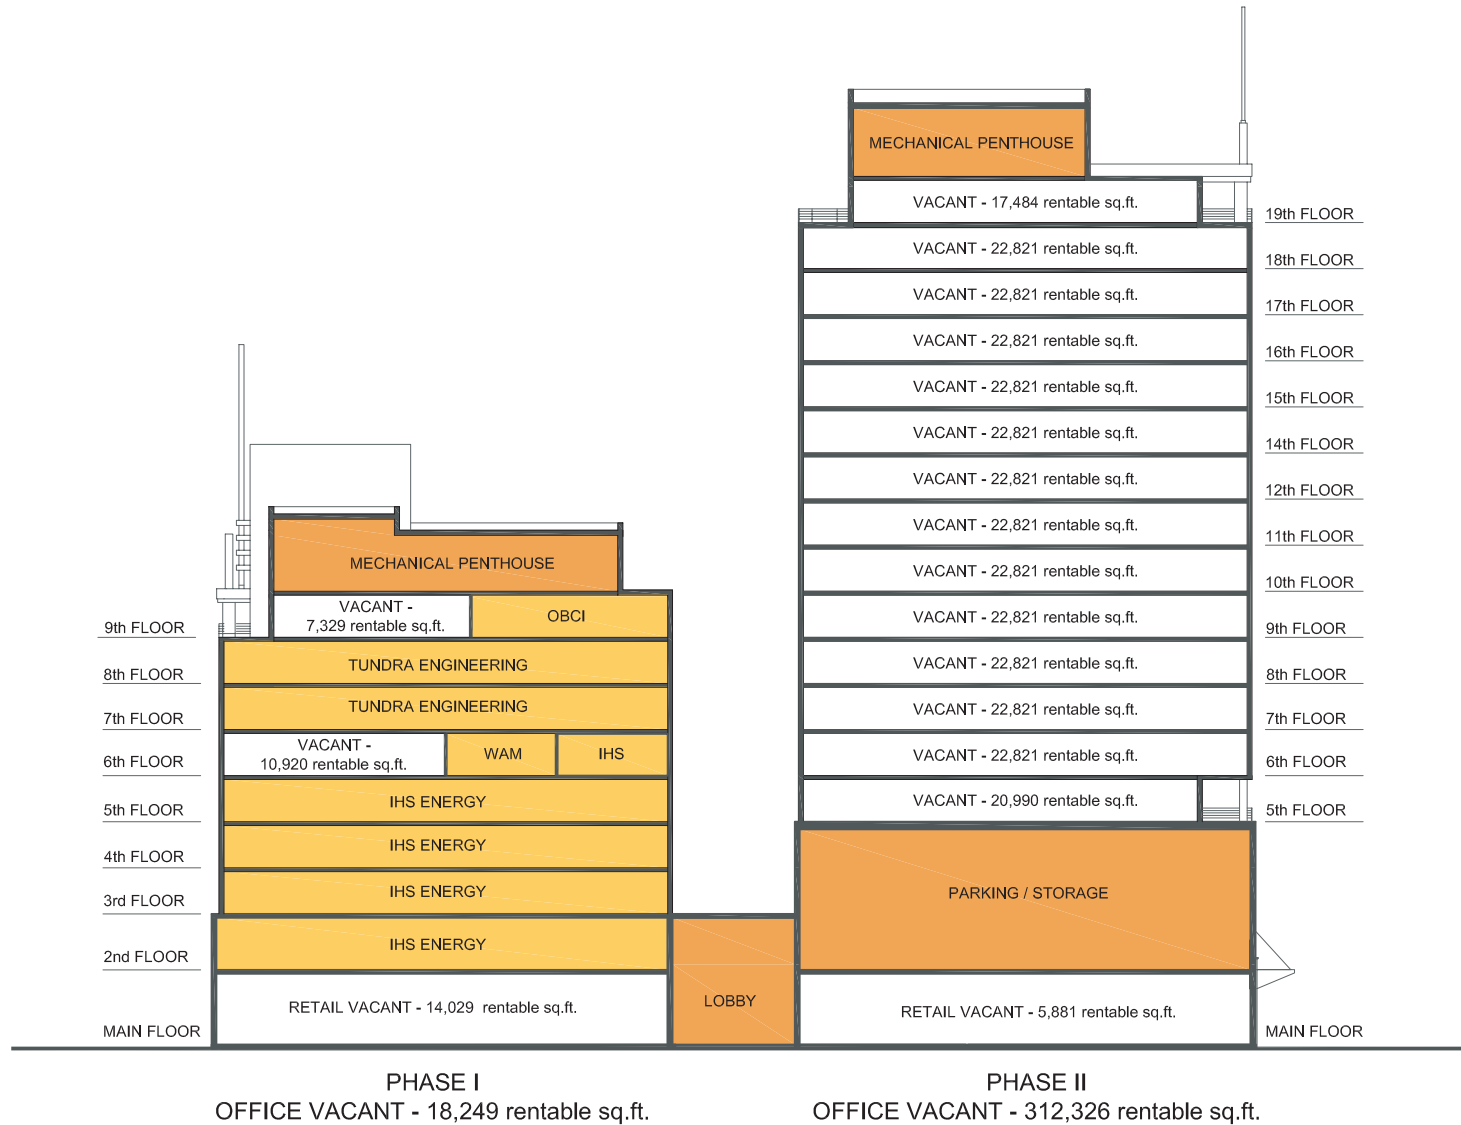 MECHANICAL PENTHOUSE
VACANT - 17,484 rentable sq.ft.
19th FLOOR
VACANT - 22,821 rentable sq.ft.
18th FLOOR
VACANT - 22,821 rentable sq.ft.
17th FLOOR
VACANT - 22,821 rentable sq.ft.
16th FLOOR
VACANT - 22,821 rentable sq.ft.
15th FLOOR
VACANT - 22,821 rentable sq.ft.
14th FLOOR
VACANT - 22,821 rentable sq.ft.
12th FLOOR
VACANT - 22,821 rentable sq.ft.
11th FLOOR
VACANT - 22,821 rentable sq.ft.
10th FLOOR
VACANT - 22,821 rentable sq.ft.
9th FLOOR
VACANT - 22,821 rentable sq.ft.
8th FLOOR
VACANT - 22,821 rentable sq.ft.
7th FLOOR
VACANT - 22,821 rentable sq.ft.
6th FLOOR
VACANT - 20,990 rentable sq.ft.
5th FLOOR
PARKING / STORAGE
RETAIL VACANT - 5,881 rentable sq.ft.
MAIN FLOOR
MECHANICAL PENTHOUSE
VACANT -
7,329 rentable sq.ft.
OBCI
9th FLOOR
TUNDRA ENGINEERING
8th FLOOR
TUNDRA ENGINEERING
7th FLOOR
VACANT -
10,920 rentable sq.ft.
WAM
IHS
6th FLOOR
IHS ENERGY
5th FLOOR
IHS ENERGY
4th FLOOR
IHS ENERGY
3rd FLOOR
IHS ENERGY
2nd FLOOR
RETAIL VACANT - 14,029 rentable sq.ft.
MAIN FLOOR
LOBBY
PHASE I
OFFICE VACANT - 18,249 rentable sq.ft.
PHASE II
OFFICE VACANT - 312,326 rentable sq.ft.